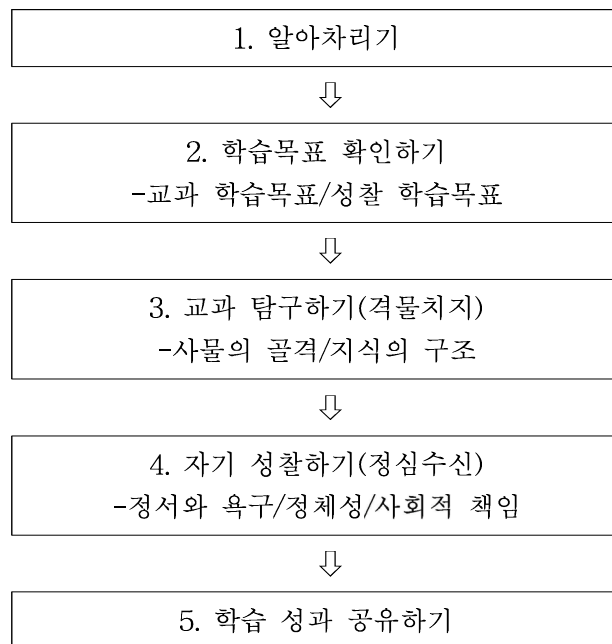 1. 알아차리기
⇩
2. 학습목표 확인하기
-교과 학습목표/성찰 학습목표
⇩
3. 교과 탐구하기(격물치지)
-사물의 골격/지식의 구조
⇩
4. 자기 성찰하기(정심수신)
-정서와 욕구/정체성/사회적 책임
⇩
5. 학습 성과 공유하기